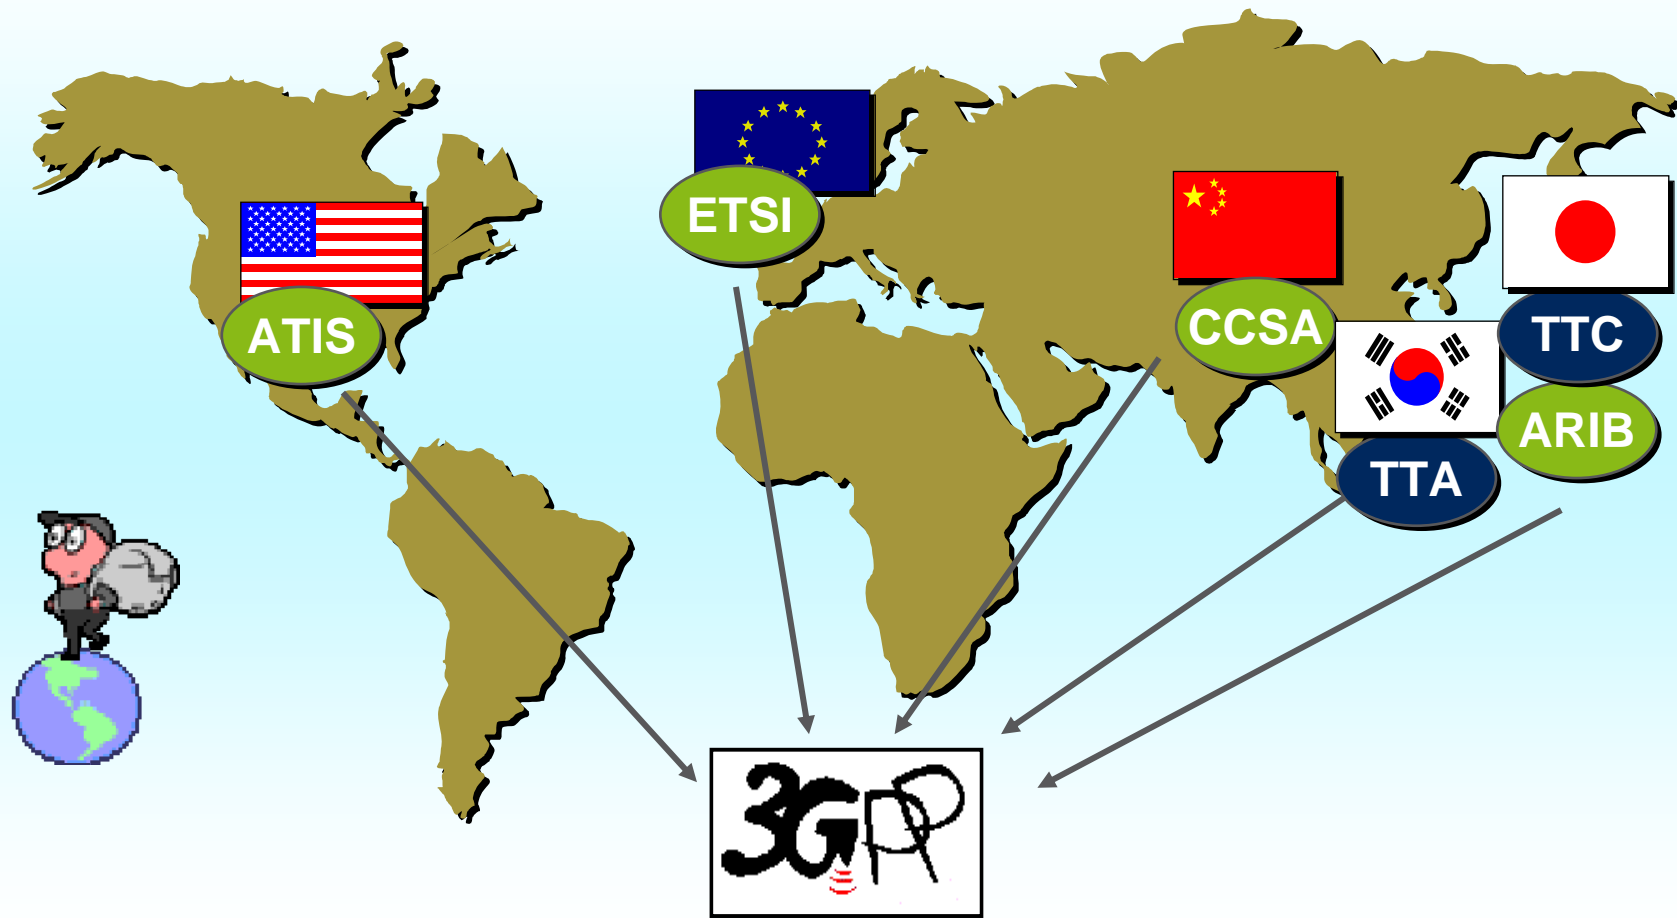 ETSI
ATIS
CCSA
TTC
ARIB
TTA
3GPP